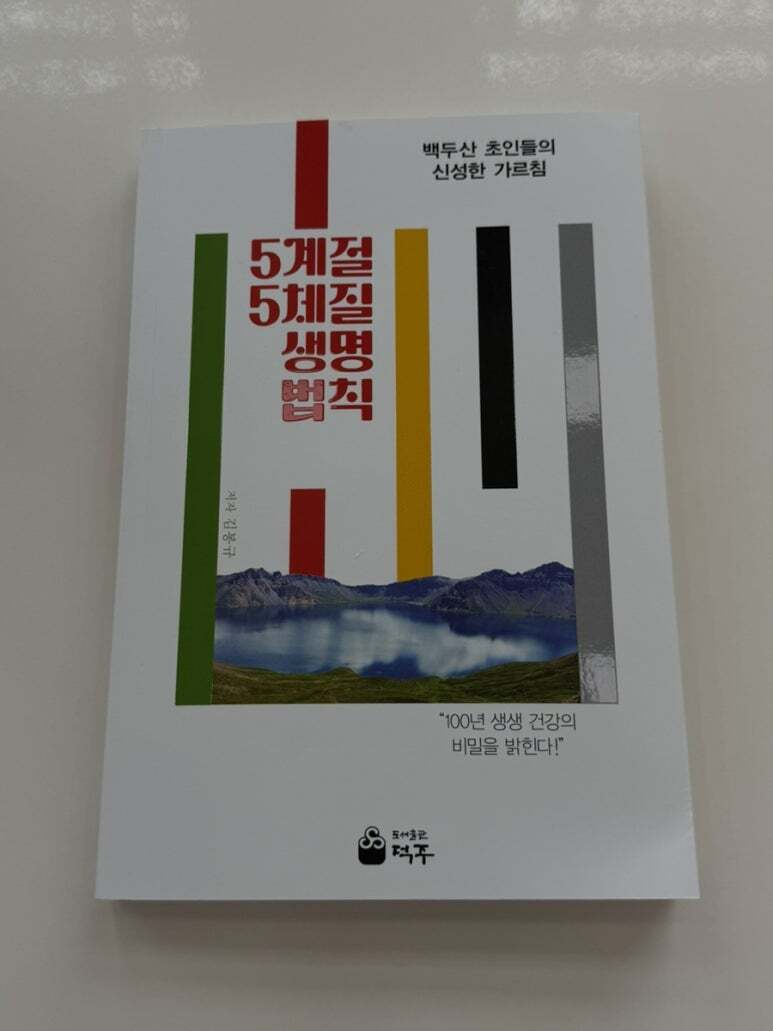 백두산 초인들의
신성한 가르침
5계절
5체질
생명
법칙
저자 김봉규
“100년 생생 건강의
비밀을 밝힌다!”
도서출판
덕주